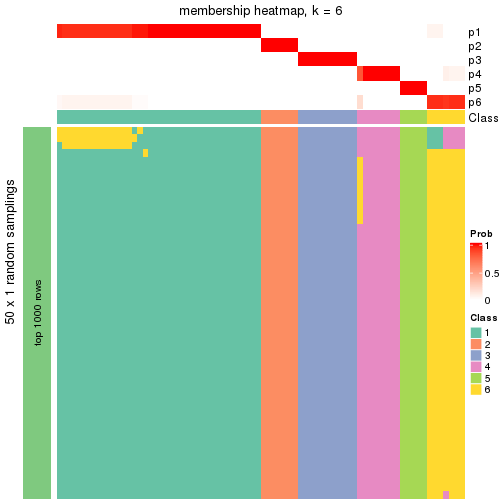 membership heatmap, k = 6
p1
p2
p3
p4
p5
p6
Class
50 x 1 random samplings
top 1000 rows
Prob
1
0.5
0
Class
1
2
3
4
5
6